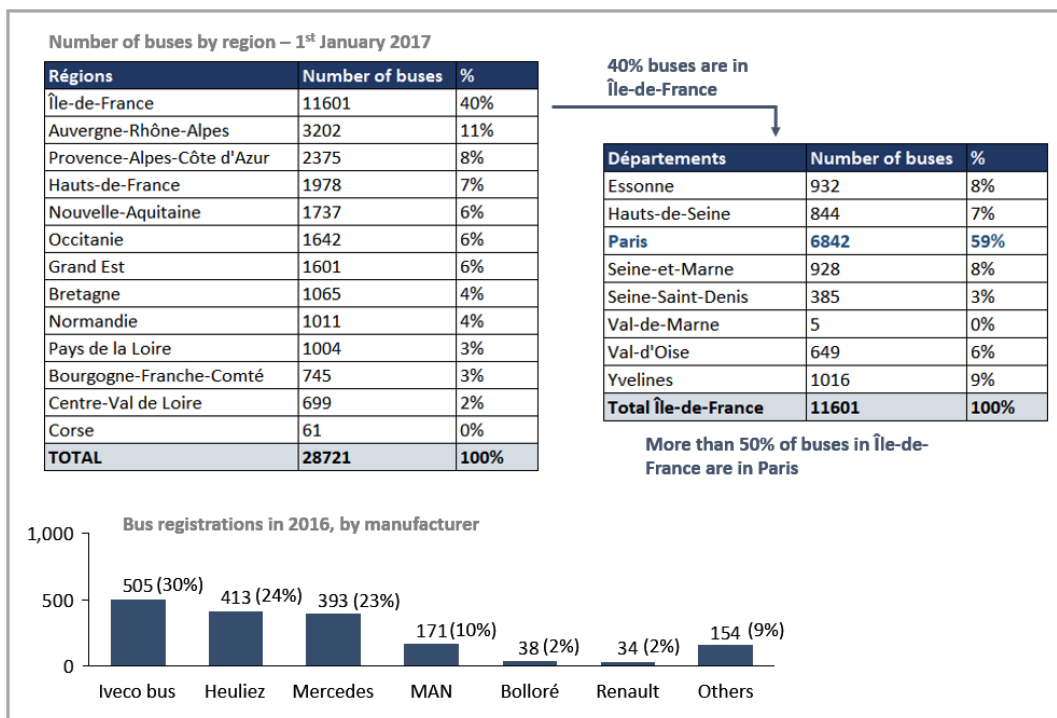 Number of buses by region – 1st January 2017
Régions Number of buses %
Île-de-France 11601 40%
Auvergne-Rhône-Alpes 3202 11%
Provence-Alpes-Côte d'Azur 2375 8%
Hauts-de-France 1978 7%
Nouvelle-Aquitaine 1737 6%
Occitanie 1642 6%
Grand Est 1601 6%
Bretagne 1065 4%
Normandie 1011 4%
Pays de la Loire 1004 3%
Bourgogne-Franche-Comté 745 3%
Centre-Val de Loire 699 2%
Corse 61 0%
TOTAL 28721 100%
40% buses are in
Île-de-France
Départements Number of buses %
Essonne 932 8%
Hauts-de-Seine 844 7%
Paris 6842 59%
Seine-et-Marne 928 8%
Seine-Saint-Denis 385 3%
Val-de-Marne 5 0%
Val-d'Oise 649 6%
Yvelines 1016 9%
Total Île-de-France 11601 100%
More than 50% of buses in Île-de-
France are in Paris
Bus registrations in 2016, by manufacturer
1,000
500
0
505 (30%) 413 (24%) 393 (23%) 171 (10%) 38 (2%) 34 (2%) 154 (9%)
Iveco bus Heuliez Mercedes MAN Bolloré Renault Others